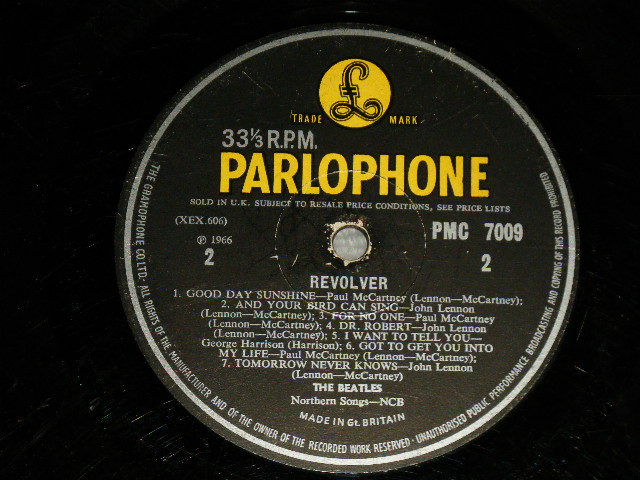 TRADE MARK
33⅓ R.P.M.
PARLOPHONE
SOLD IN U.K. SUBJECT TO RESALE PRICE CONDITIONS, SEE PRICE LISTS
(XEX.606)
PMC 7009
℗ 1966
2
2
REVOLVER
1. GOOD DAY SUNSHINE—Paul McCartney (Lennon—McCartney);
2. AND YOUR BIRD CAN SING—John Lennon
(Lennon—McCartney); 3. FOR NO ONE—Paul McCartney
(Lennon—McCartney); 4. DR. ROBERT—John Lennon
(Lennon—McCartney); 5. I WANT TO TELL YOU—
George Harrison (Harrison); 6. GOT TO GET YOU INTO
MY LIFE—Paul McCartney (Lennon—McCartney);
7. TOMORROW NEVER KNOWS—John Lennon
(Lennon—McCartney)
THE BEATLES
Northern Songs—NCB
MADE IN Gt. BRITAIN
THE GRAMOPHONE CO LTD. · ALL RIGHTS OF THE MANUFACTURER AND OF THE OWNER OF THE RECORDED WORK RESERVED · UNAUTHORISED PUBLIC PERFORMANCE BROADCASTING AND COPYING OF THIS RECORD PROHIBITED